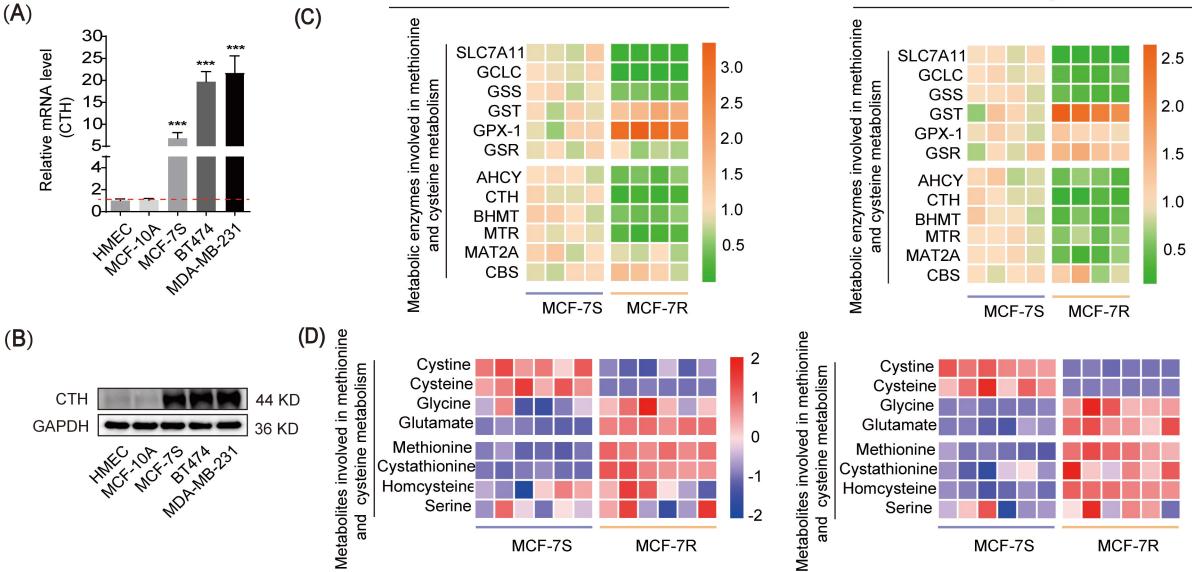 (A)
Relative mRNA level
(CTH)
30
25
20
15
10
5
4
2
0
***
***
***
HMEC
MCF-10A
MCF-7S
BT474
MDA-MB-231
(B)
CTH
44 KD
GAPDH
36 KD
HMEC
MCF-10A
MCF-7S
BT474
MDA-MB-231
(C)
Metabolic enzymes involved in methionine
and cysteine metabolism
SLC7A11
GCLC
GSS
GST
GPX-1
GSR
AHCY
CTH
BHMT
MTR
MAT2A
CBS
MCF-7S
MCF-7R
3.0
2.5
2.0
1.5
1.0
0.5
Metabolic enzymes involved in methionine
and cysteine metabolism
SLC7A11
GCLC
GSS
GST
GPX-1
GSR
AHCY
CTH
BHMT
MTR
MAT2A
CBS
MCF-7S
MCF-7R
2.5
2.0
1.5
1.0
0.5
(D)
Metabolites involved in methionine
and cysteine metabolism
Cystine
Cysteine
Glycine
Glutamate
Methionine
Cystathionine
Homcysteine
Serine
MCF-7S
MCF-7R
2
1
0
-1
-2
Metabolites involved in methionine
and cysteine metabolism
Cystine
Cysteine
Glycine
Glutamate
Methionine
Cystathionine
Homcysteine
Serine
MCF-7S
MCF-7R